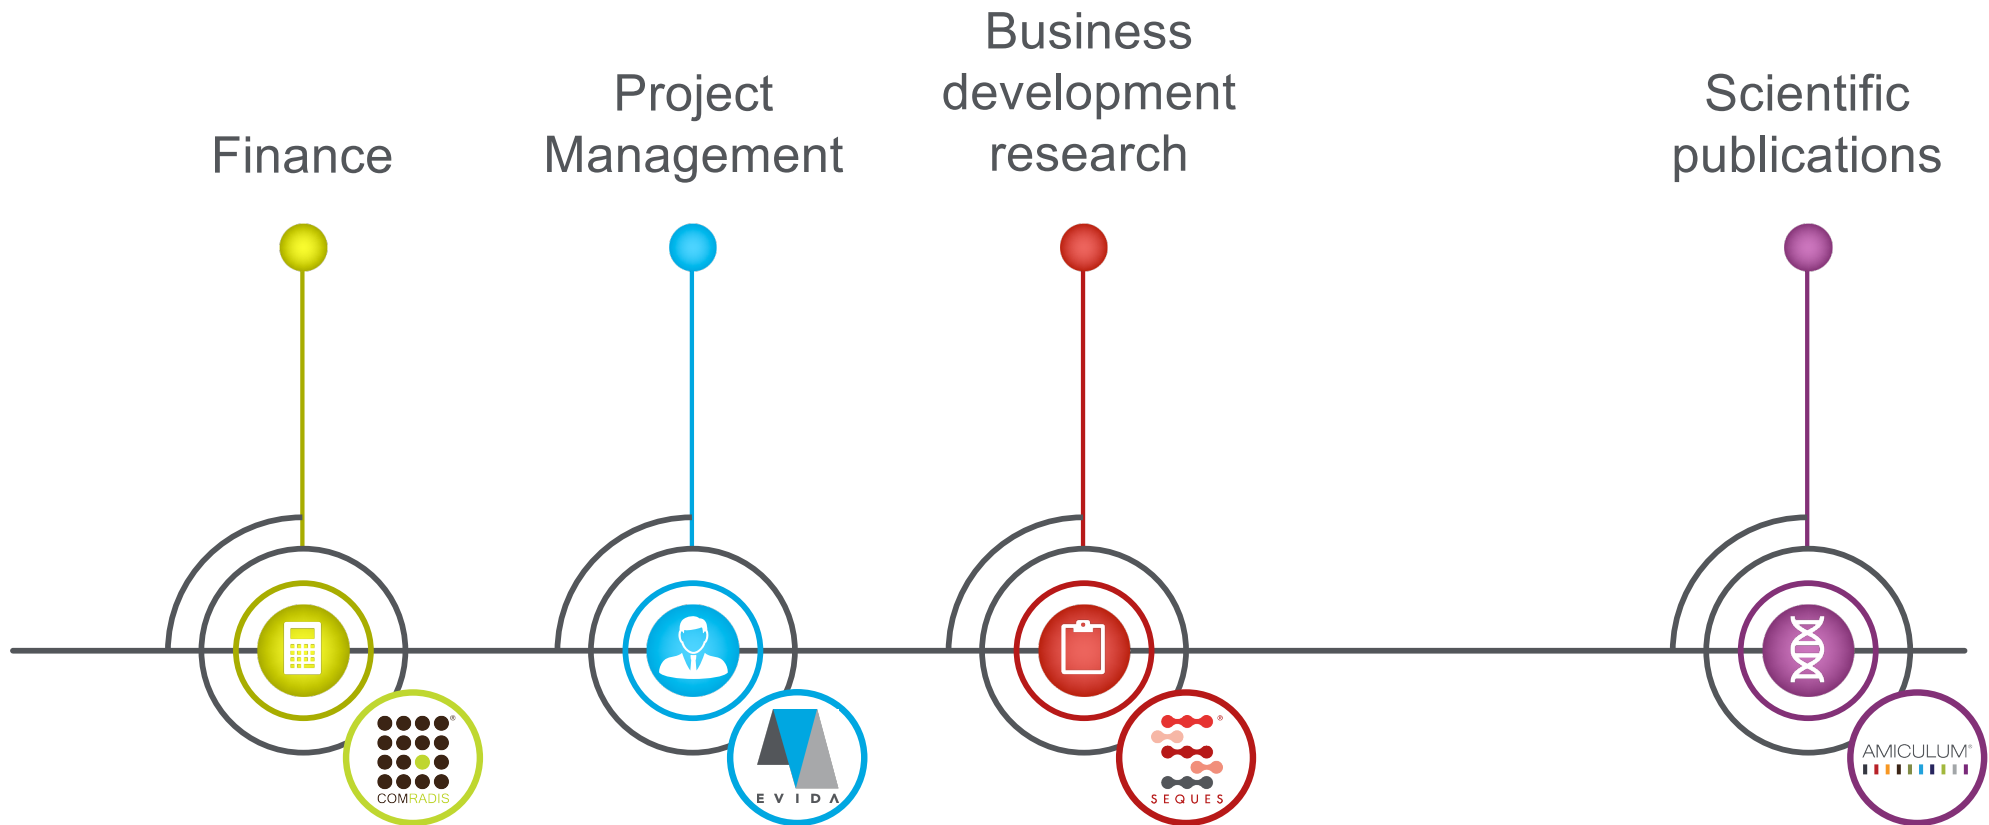 Finance
Project
Management
Business
development
research
Scientific
publications
COMRADIS
®
EVIDA
SEQUES
®
AMICULUM®